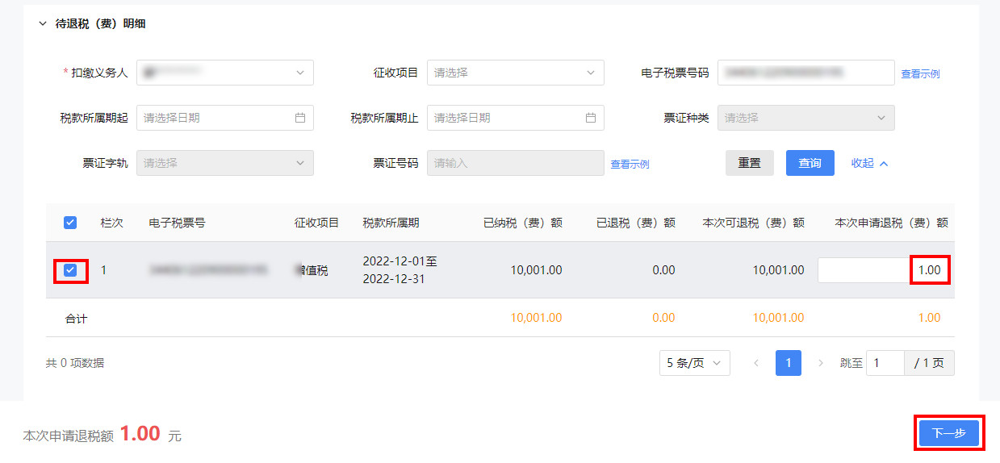 待退税（费）明细
* 扣缴义务人 征收项目 请选择 电子税票号码 查看示例
税款所属期起 请选择日期 税款所属期止 请选择日期 票证种类 请选择
票证字轨 请选择 票证号码 请输入 查看示例 重置 查询 收起
栏次 电子税票号 征收项目 税款所属期 已纳税（费）额 已退税（费）额 本次可退税（费）额 本次申请退税（费）额
1 值税 2022-12-01至 10,001.00 0.00 10,001.00 1.00
2022-12-31
合计 10,001.00 0.00 10,001.00 1.00
共 0 项数据 5 条/页 1 跳至 1 / 1 页
本次申请退税额 1.00 元 下一步